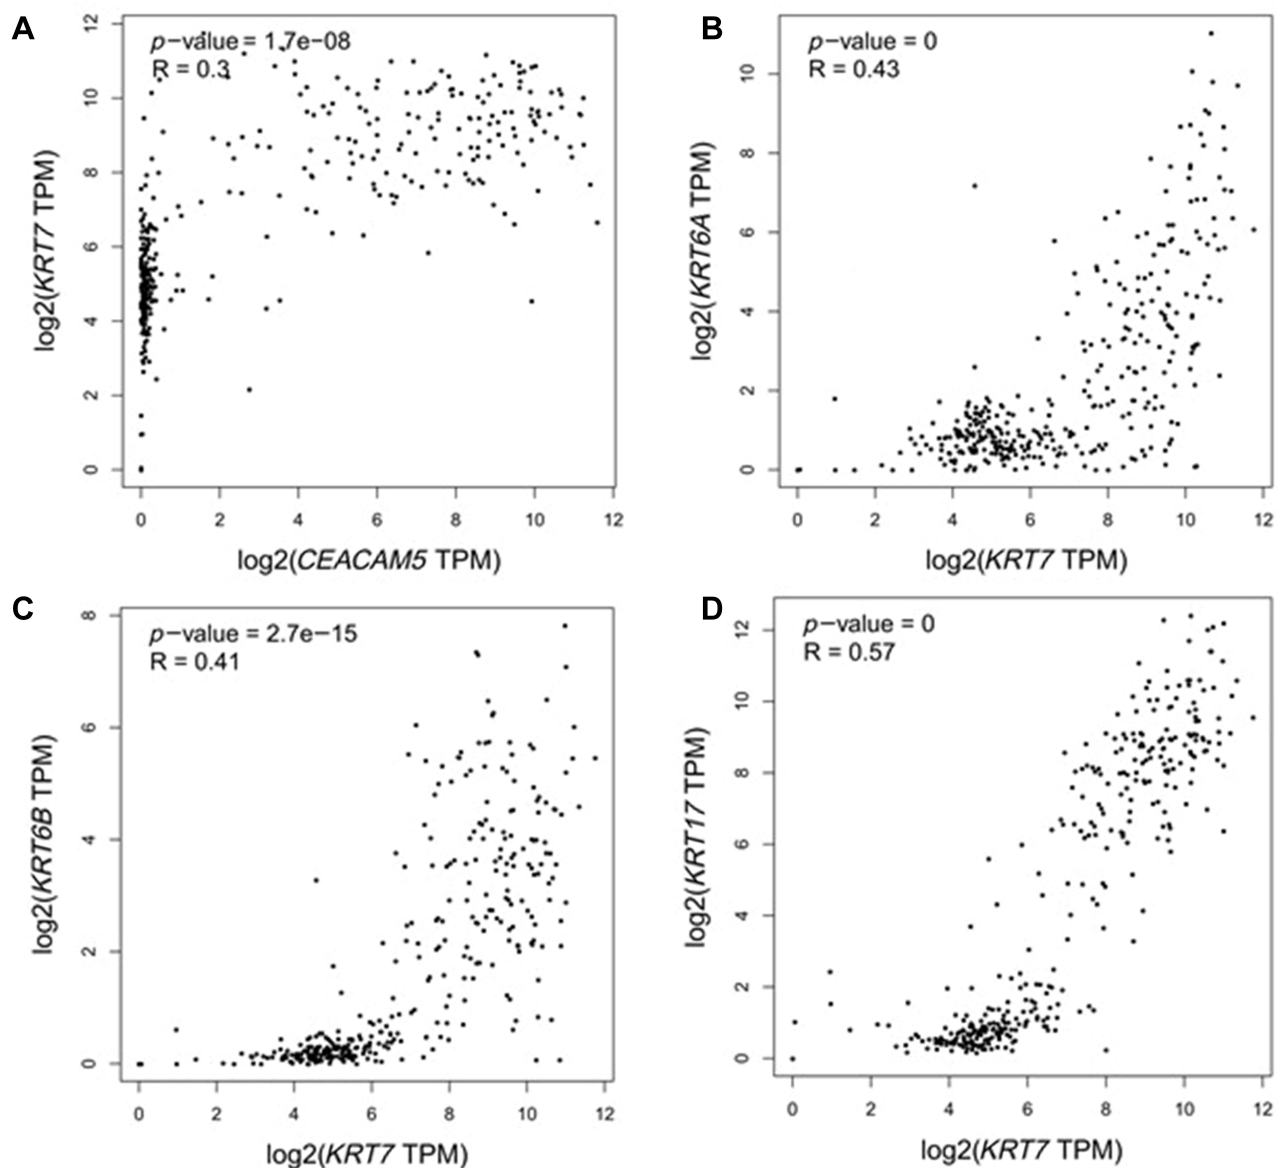 A
p−value = 1.7e−08
R = 0.3
log2(KRT7 TPM)
0 2 4 6 8 10 12
0 2 4 6 8 10 12
log2(CEACAM5 TPM)
B
p−value = 0
R = 0.43
log2(KRT6A TPM)
0 2 4 6 8 10
0 2 4 6 8 10 12
log2(KRT7 TPM)
C
p−value = 2.7e−15
R = 0.41
log2(KRT6B TPM)
0 2 4 6 8
0 2 4 6 8 10 12
log2(KRT7 TPM)
D
p−value = 0
R = 0.57
log2(KRT17 TPM)
0 2 4 6 8 10 12
0 2 4 6 8 10 12
log2(KRT7 TPM)